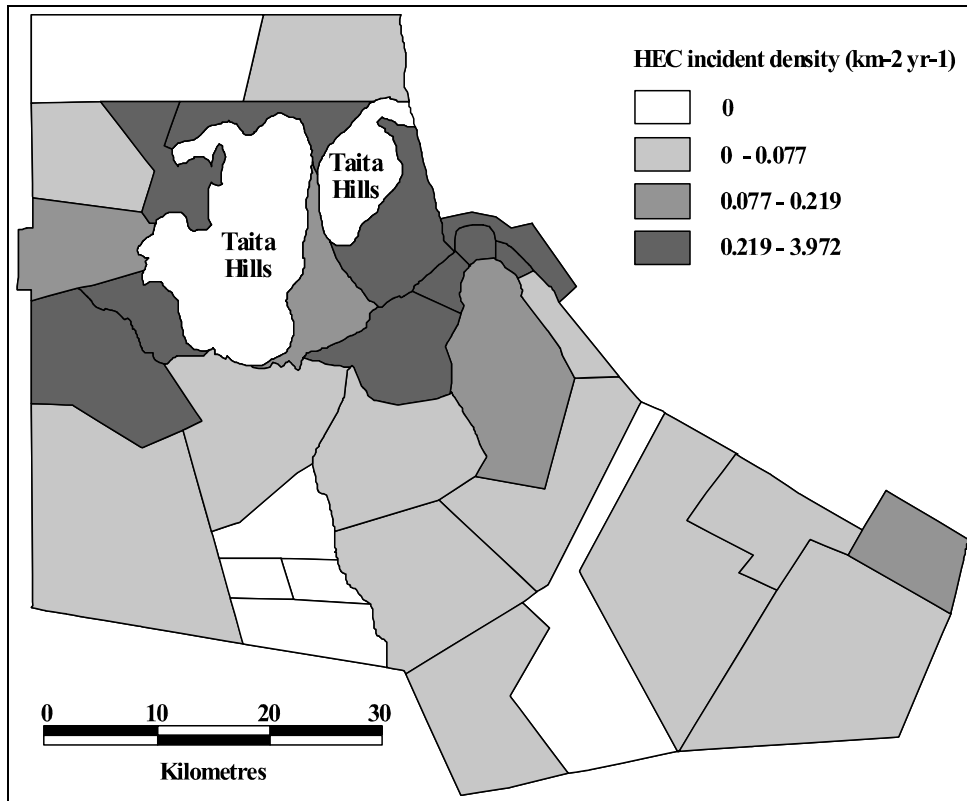 HEC incident density (km-2 yr-1)
0
0 - 0.077
0.077 - 0.219
0.219 - 3.972
Taita
Hills
Taita
Hills
0 10 20 30
Kilometres